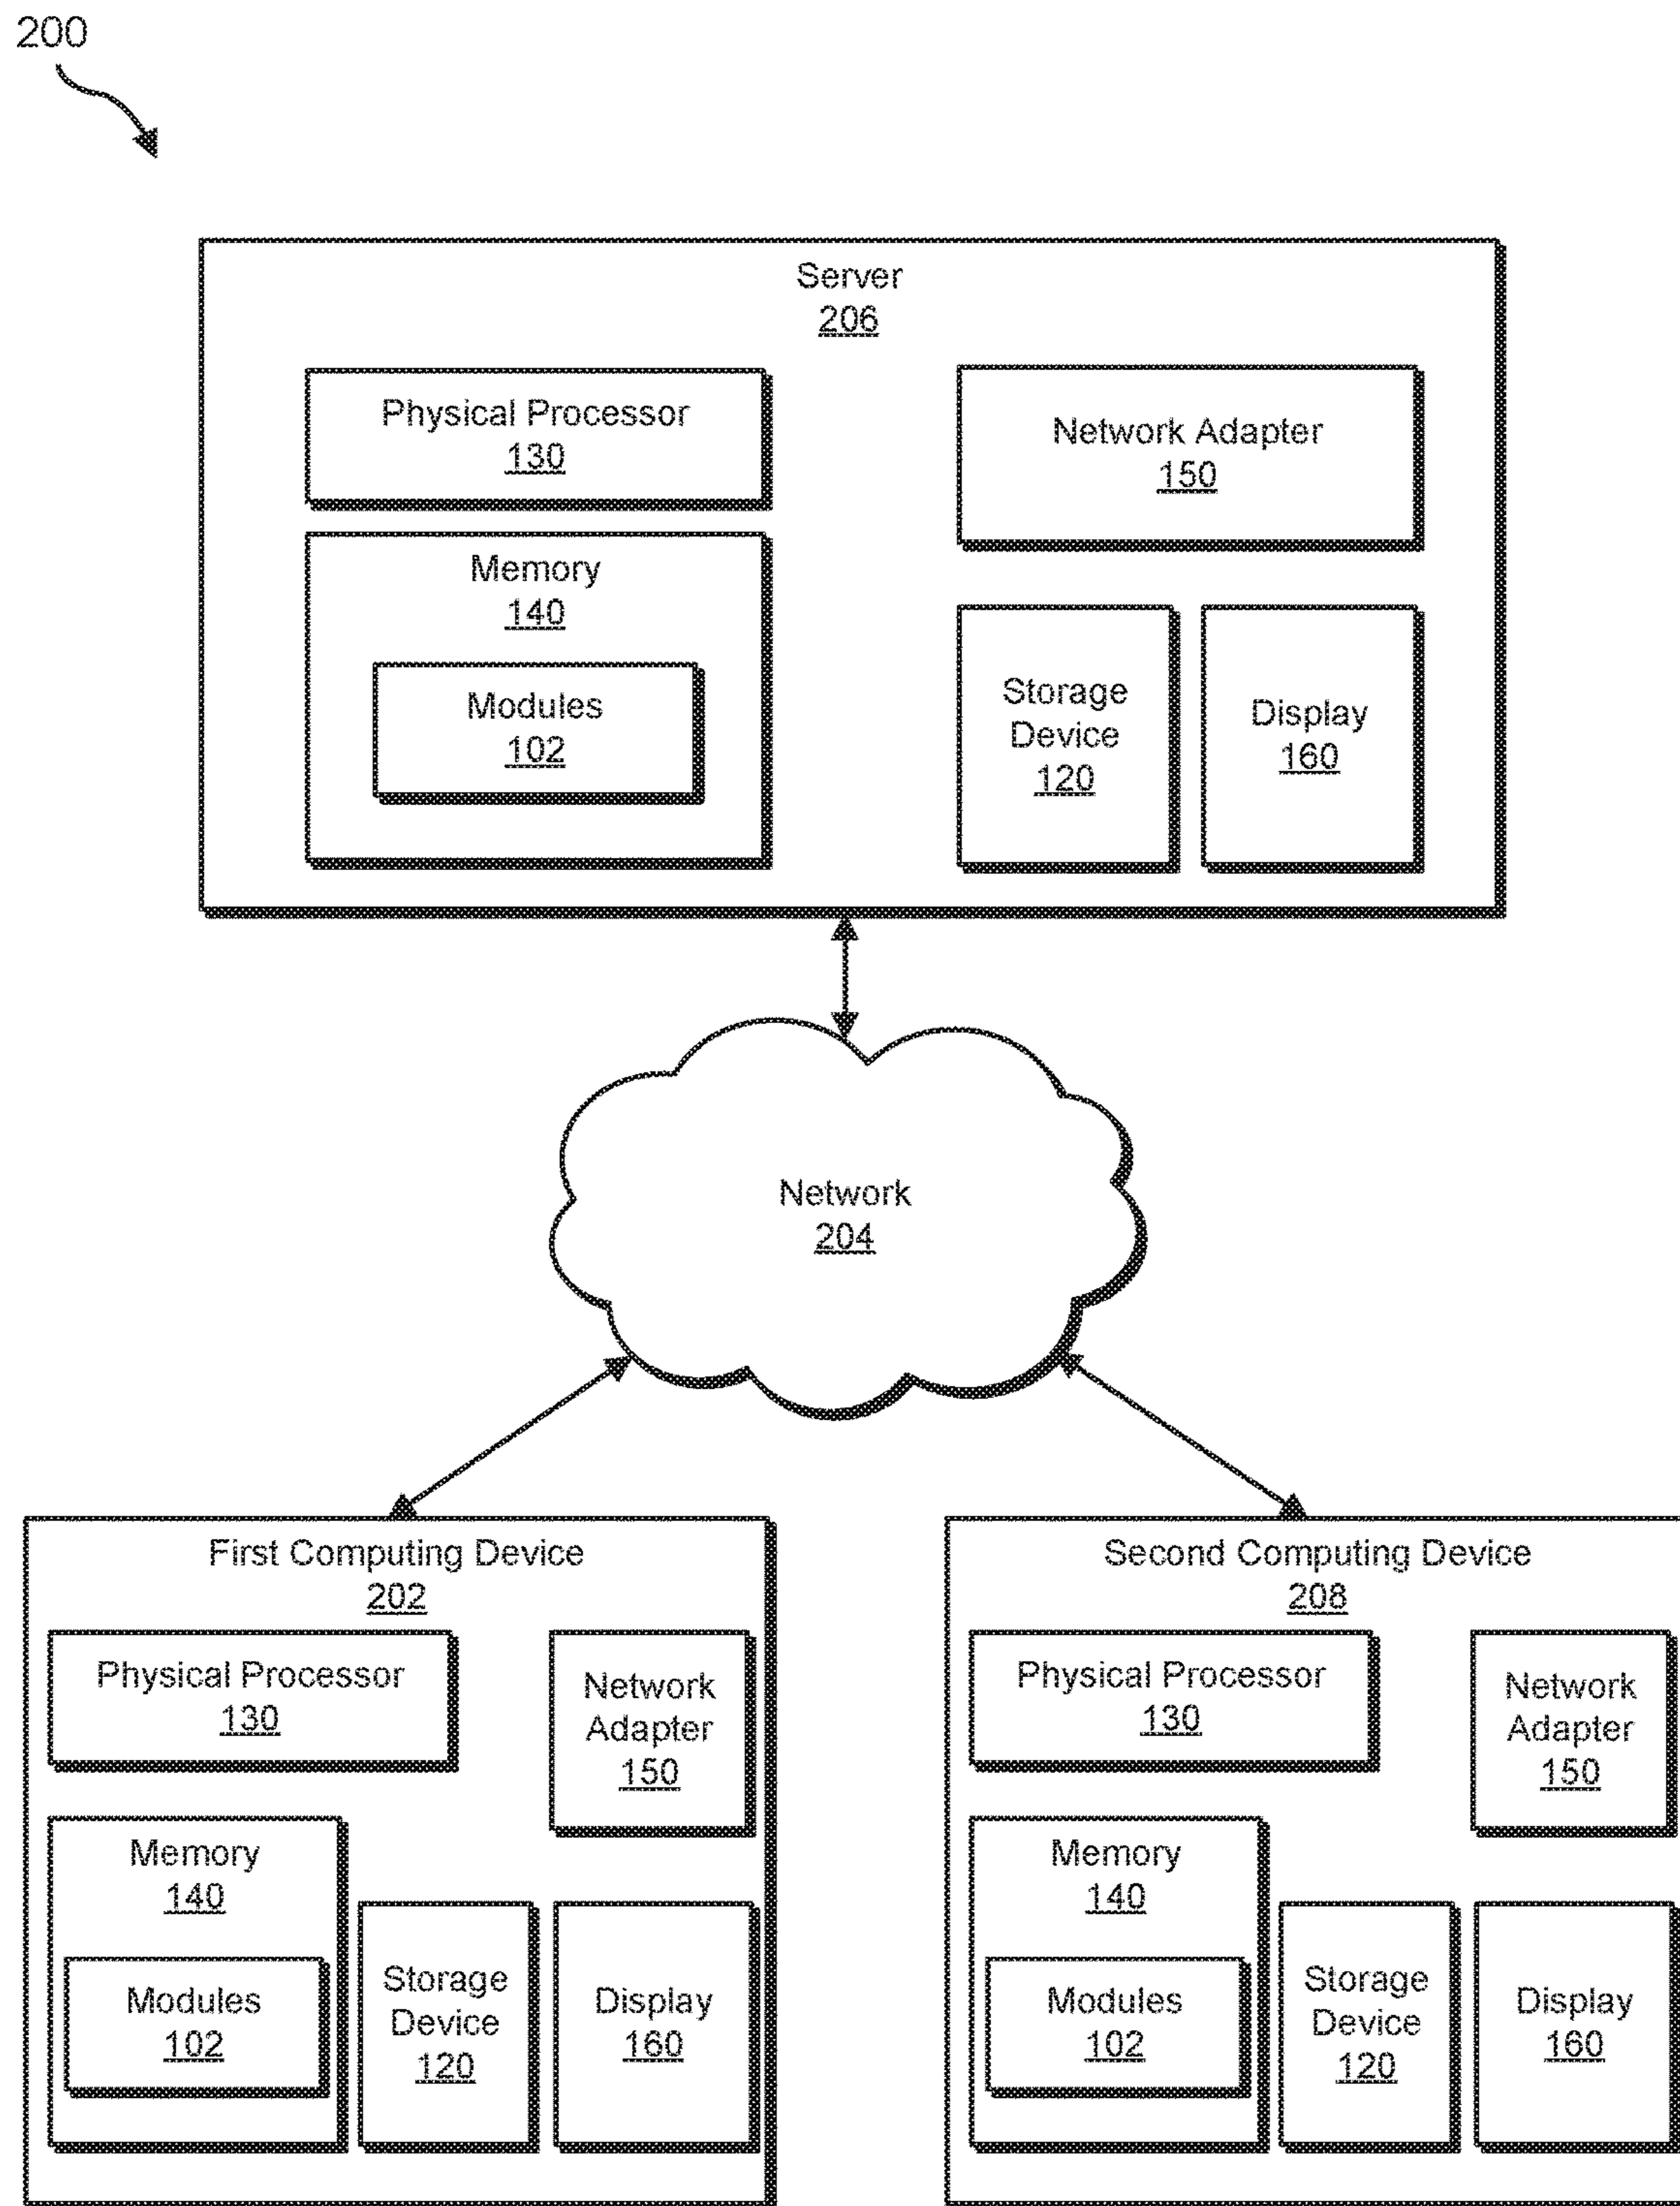 200
Server
206
Physical Processor
130
Network Adapter
150
Memory
140
Modules
102
Storage
Device
120
Display
160
Network
204
First Computing Device
202
Physical Processor
130
Network
Adapter
150
Memory
140
Modules
102
Storage
Device
120
Display
160
Second Computing Device
208
Physical Processor
130
Network
Adapter
150
Memory
140
Modules
102
Storage
Device
120
Display
160